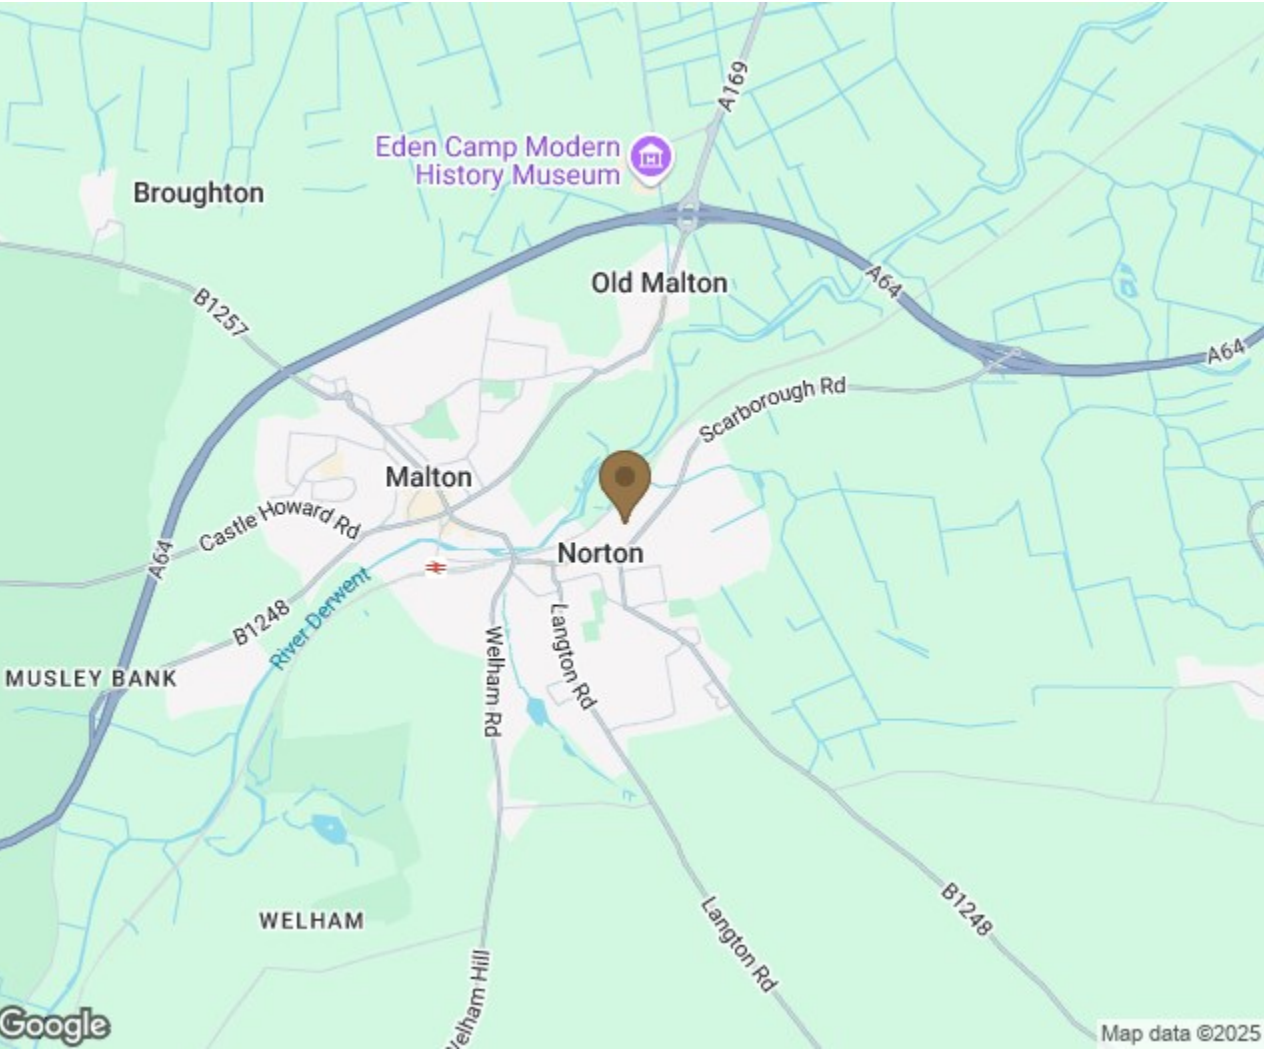 A169
Eden Camp Modern
History Museum
Broughton
Old Malton
A64
B1257
A64
Scarborough Rd
Malton
Castle Howard Rd
A64
Norton
River Derwent
B1248
Welham Rd
Langton Rd
MUSLEY BANK
WELHAM
B1248
Langton Rd
Welham Hill
Google
Map data ©2025